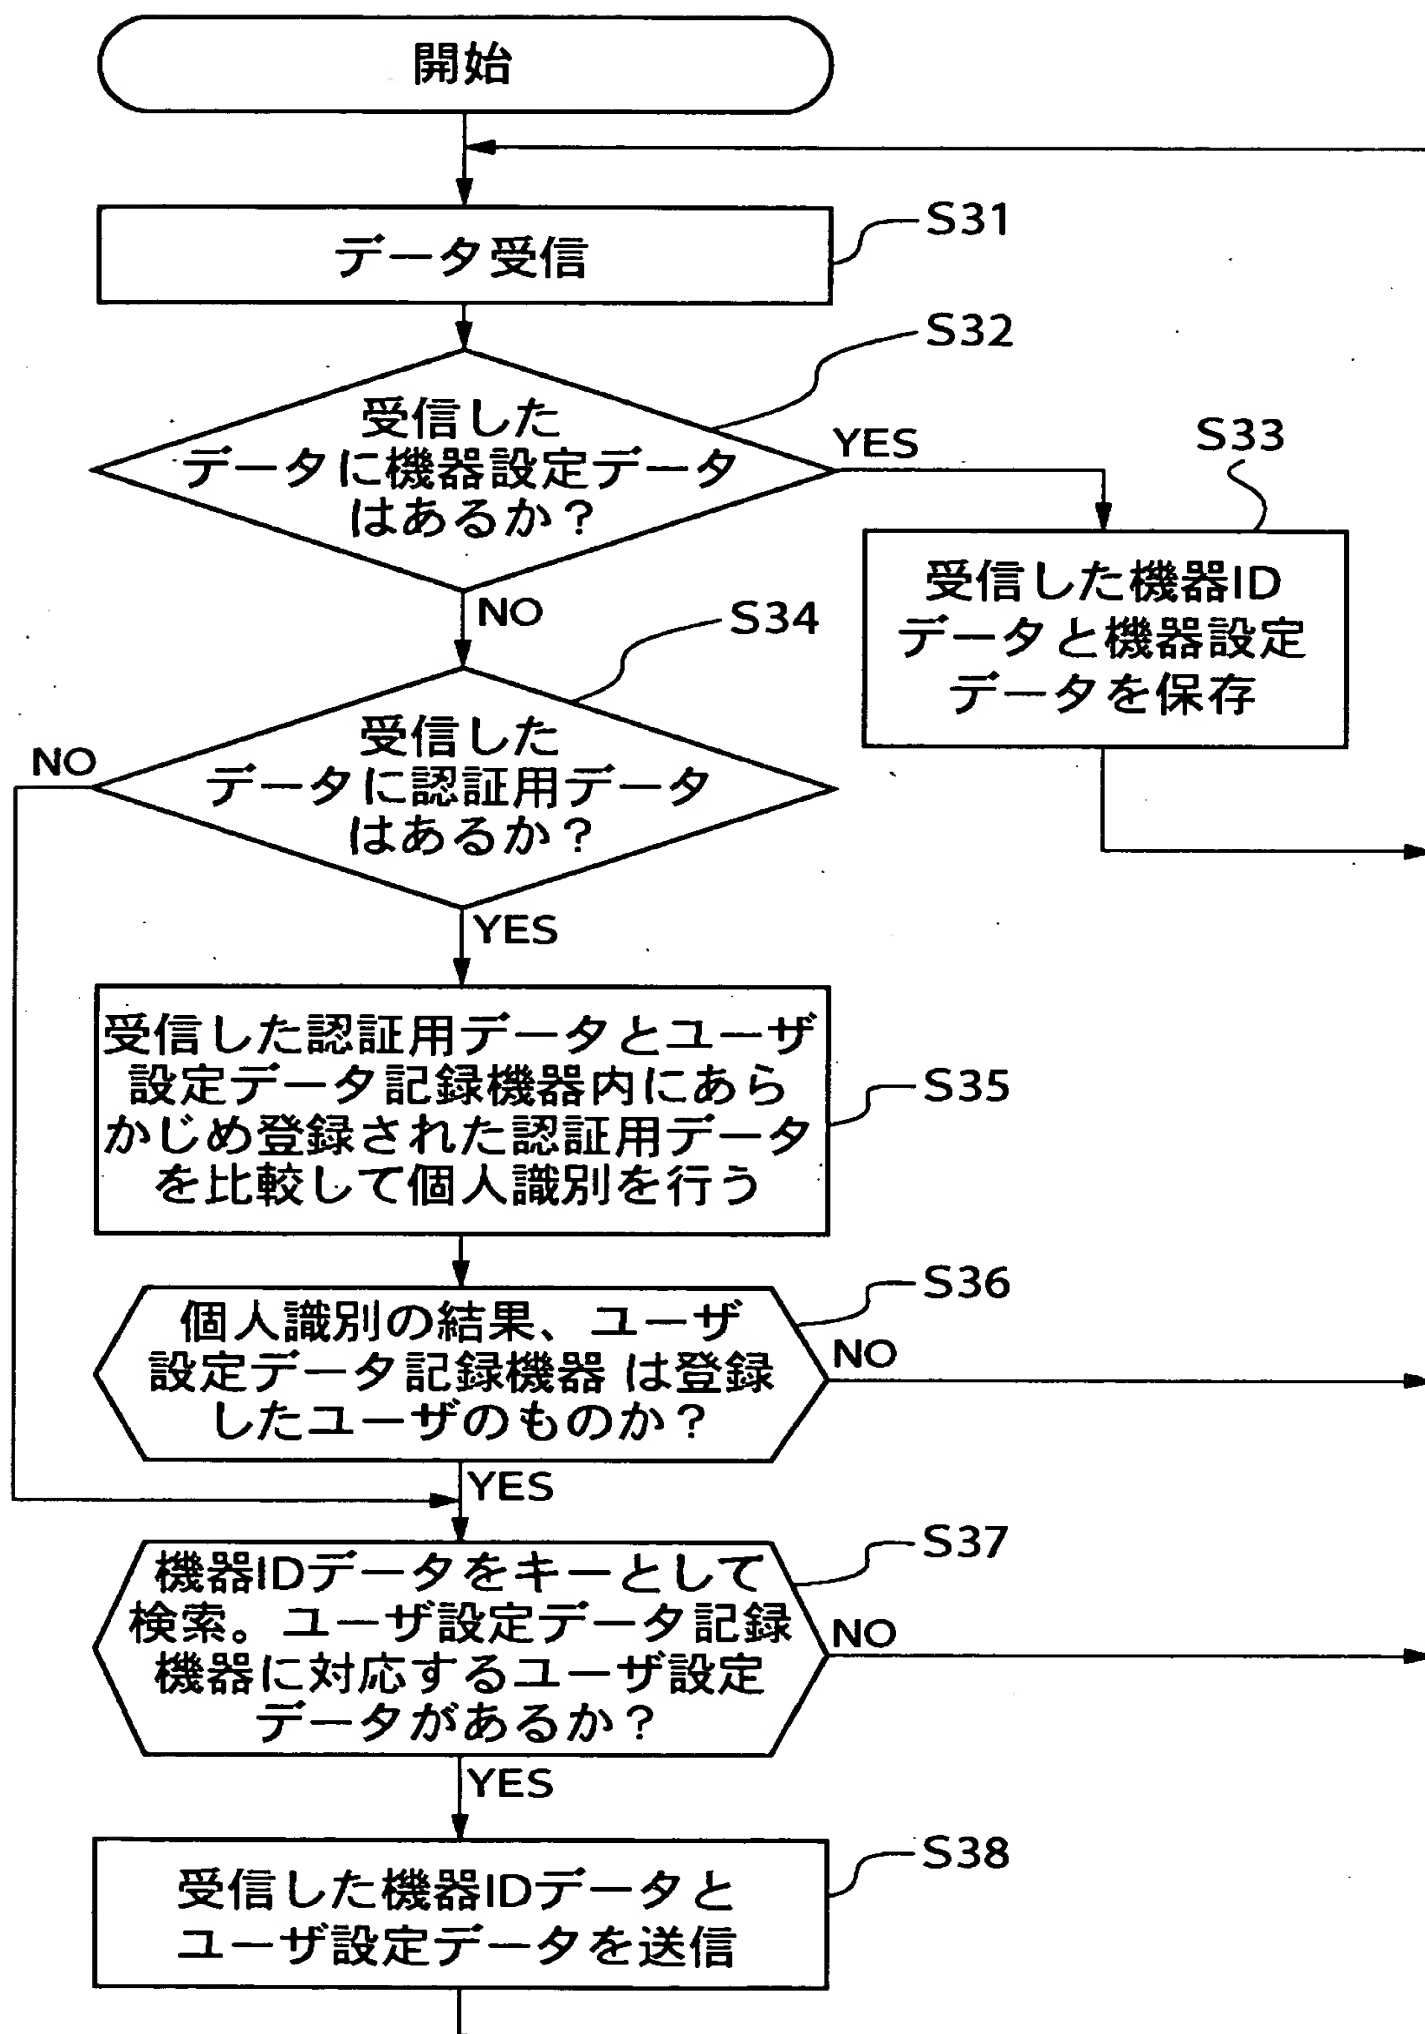 開始
データ受信
S31
S32
受信した
データに機器設定データ
はあるか？
YES
S33
受信した機器ID
データと機器設定
データを保存
NO
S34
受信した
データに認証用データ
はあるか？
NO
YES
受信した認証用データとユーザ
設定データ記録機器内にあら
かじめ登録された認証用データ
を比較して個人識別を行う
S35
S36
個人識別の結果、ユーザ
設定データ記録機器 は登録
したユーザのものか？
NO
YES
S37
機器IDデータをキーとして
検索。ユーザ設定データ記録
機器に対応するユーザ設定
データがあるか？
NO
YES
S38
受信した機器IDデータと
ユーザ設定データを送信